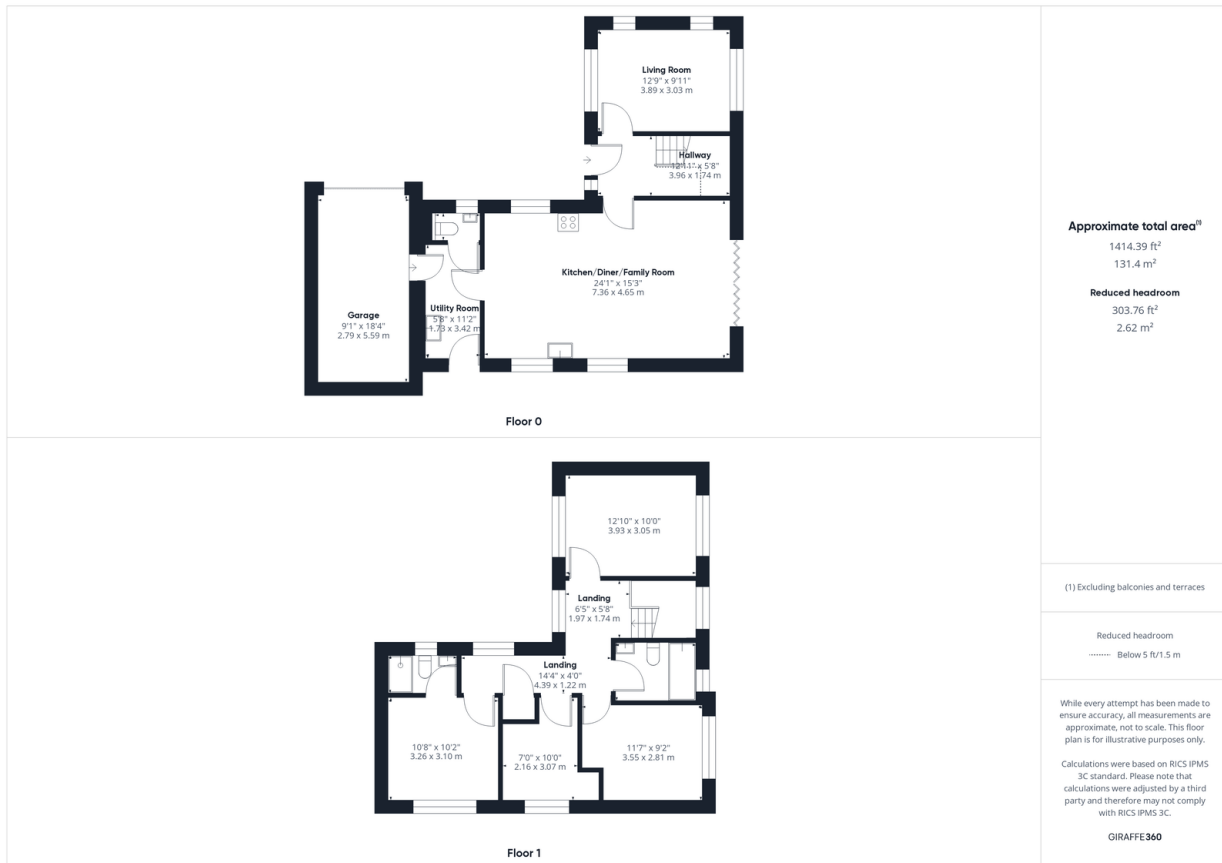 Living Room
12'9" x 9'11"
3.89 x 3.03 m
Hallway
12'11" x 5'8"
3.96 x 1.74 m
Kitchen/Diner/Family Room
24'1" x 15'3"
7.36 x 4.65 m
Utility Room
5'8" x 11'2"
1.73 x 3.42 m
Garage
9'1" x 18'4"
2.79 x 5.59 m
Floor 0
12'10" x 10'0"
3.93 x 3.05 m
Landing
6'5" x 5'8"
1.97 x 1.74 m
Landing
14'4" x 4'0"
4.39 x 1.22 m
10'8" x 10'2"
3.26 x 3.10 m
7'0" x 10'0"
2.16 x 3.07 m
11'7" x 9'2"
3.55 x 2.81 m
Floor 1
Approximate total area(1)
1414.39 ft²
131.4 m²
Reduced headroom
303.76 ft²
2.62 m²
(1) Excluding balconies and terraces
Reduced headroom
Below 5 ft/1.5 m
While every attempt has been made to
ensure accuracy, all measurements are
approximate, not to scale. This floor
plan is for illustrative purposes only.
Calculations were based on RICS IPMS
3C standard. Please note that
calculations were adjusted by a third
party and therefore may not comply
with RICS IPMS 3C.
GIRAFFE360